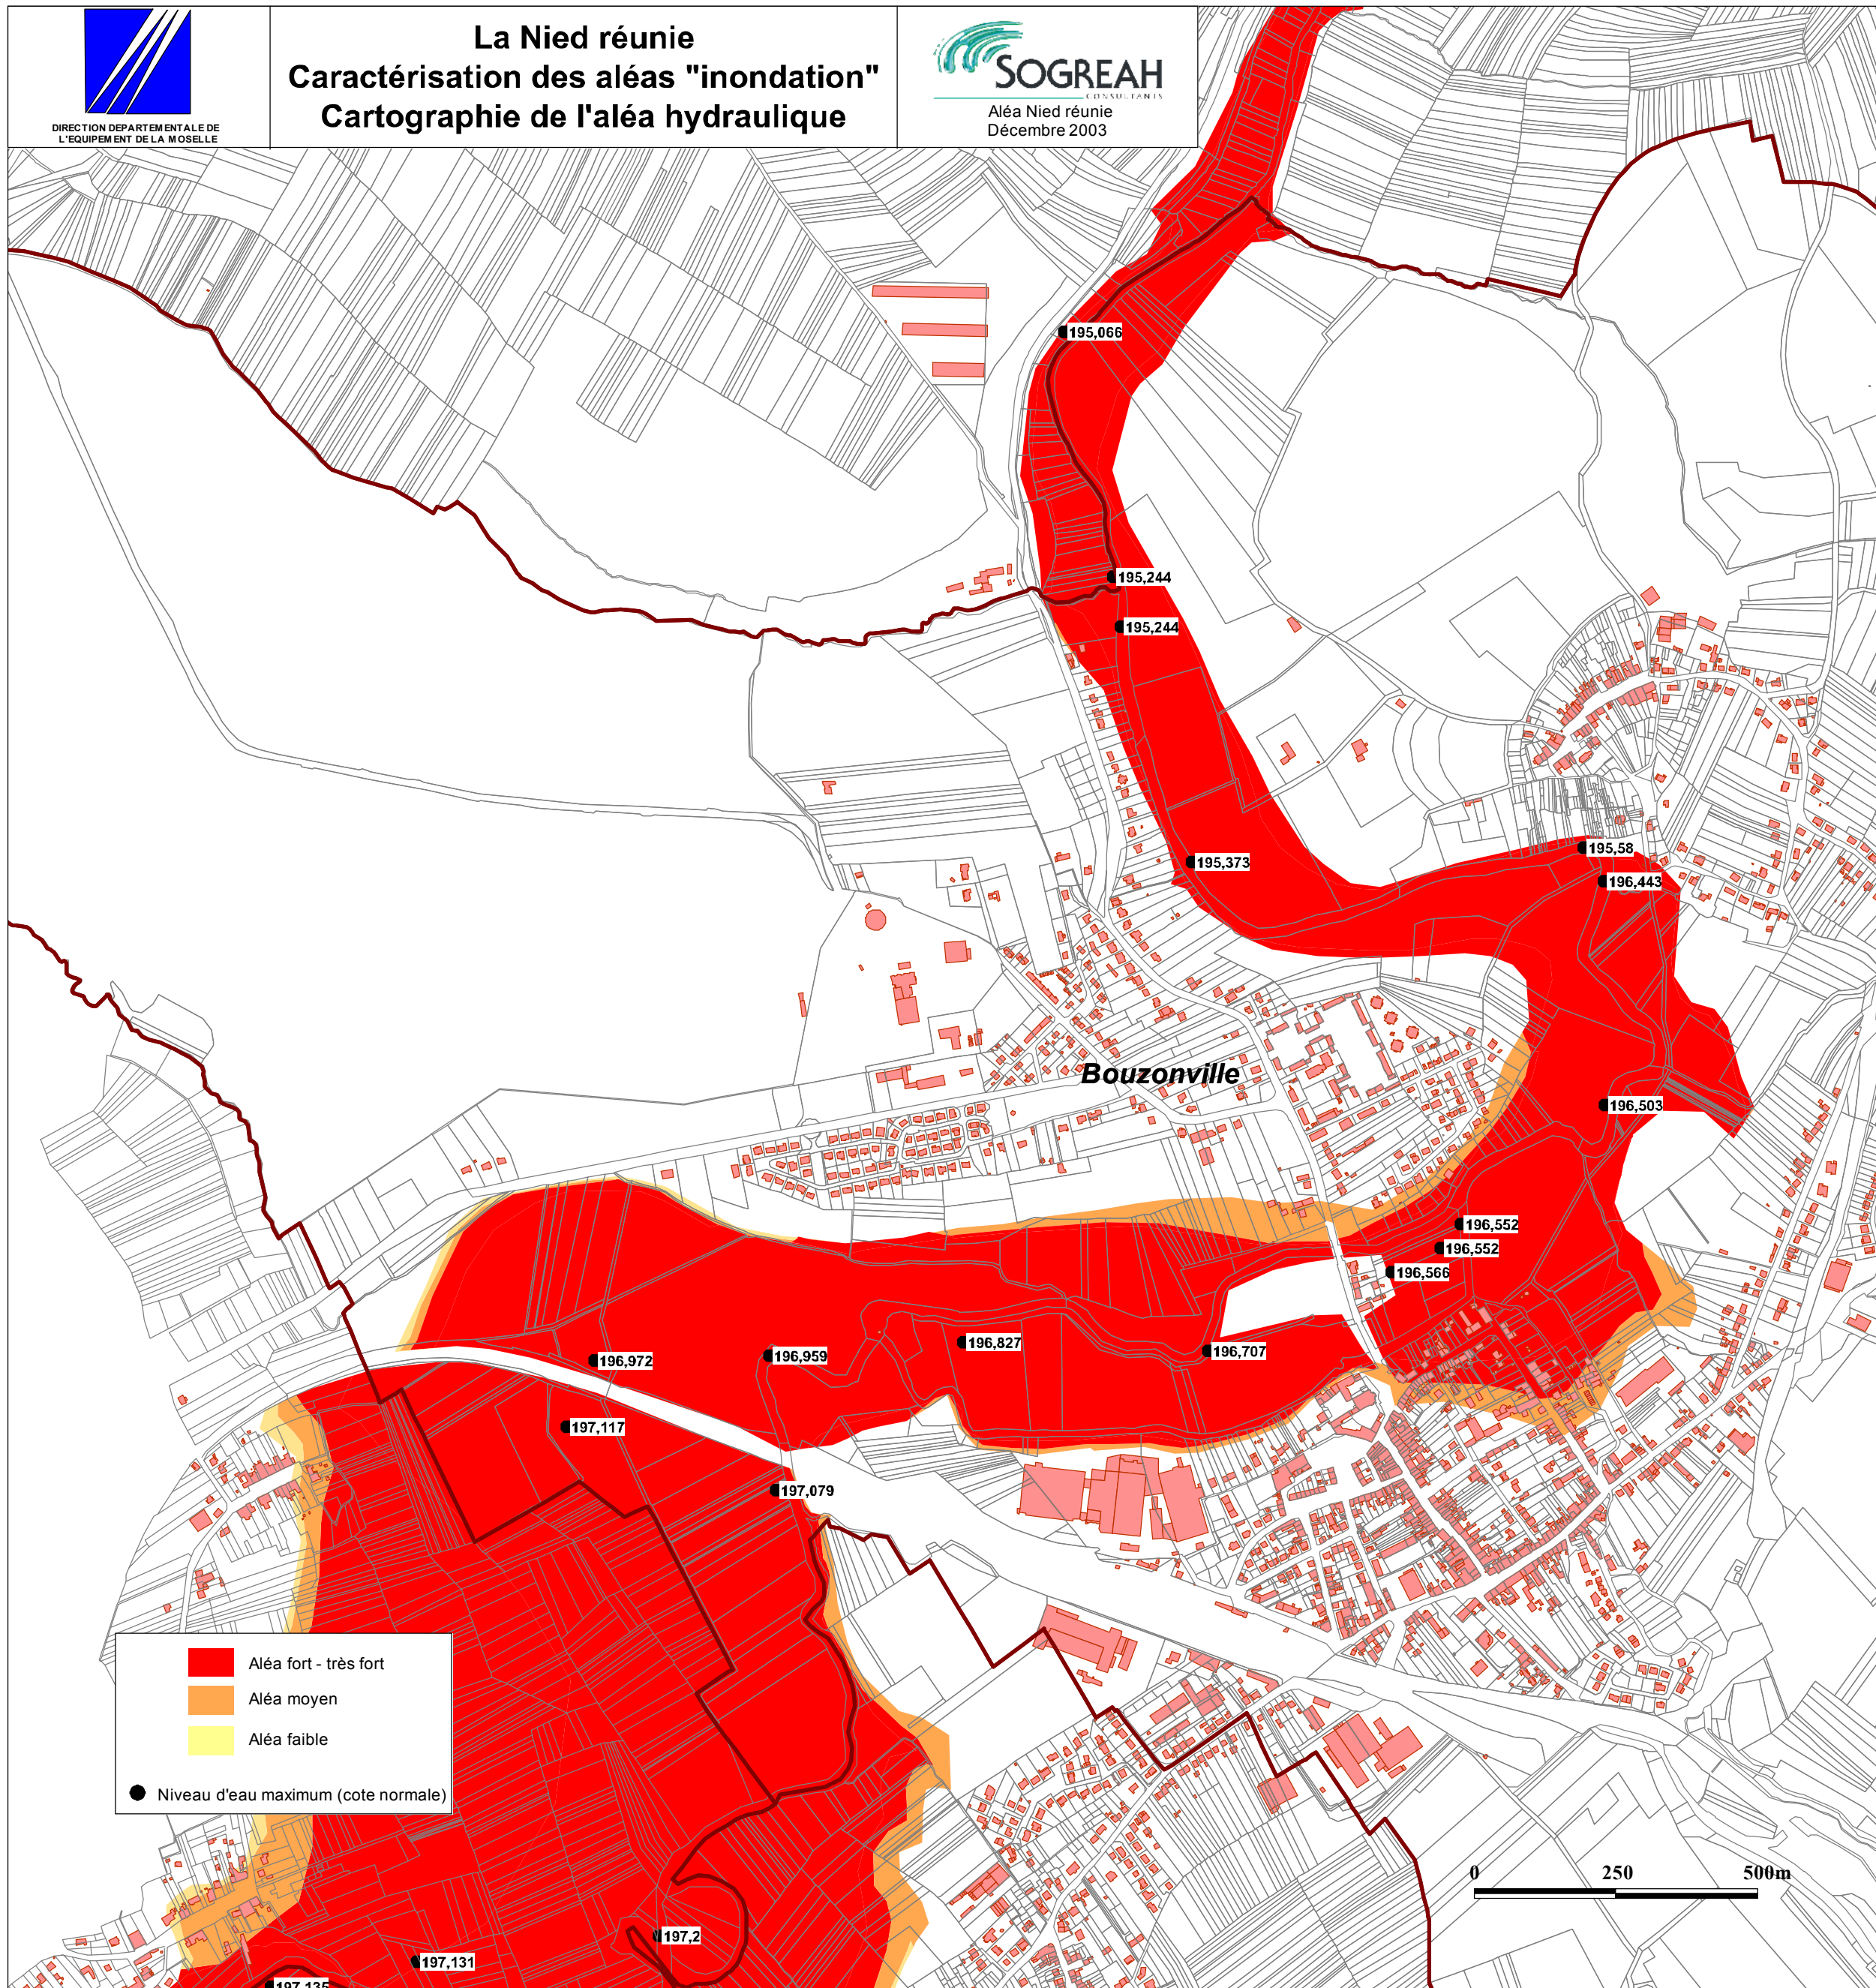 DIRECTION DEPARTEMENTALE DE
L'EQUIPEMENT DE LA MOSELLE
La Nied réunie
Caractérisation des aléas "inondation"
Cartographie de l'aléa hydraulique
SOGREAH
CONSULTANTS
Aléa Nied réunie
Décembre 2003
195,066
195,244
195,244
195,58
195,373
196,443
Bouzonville
196,503
196,552
196,552
196,566
196,827
196,707
196,959
196,972
197,117
197,079
Aléa fort - très fort
Aléa moyen
Aléa faible
Niveau d'eau maximum (cote normale)
0 250 500m
197,2
197,131
197,135